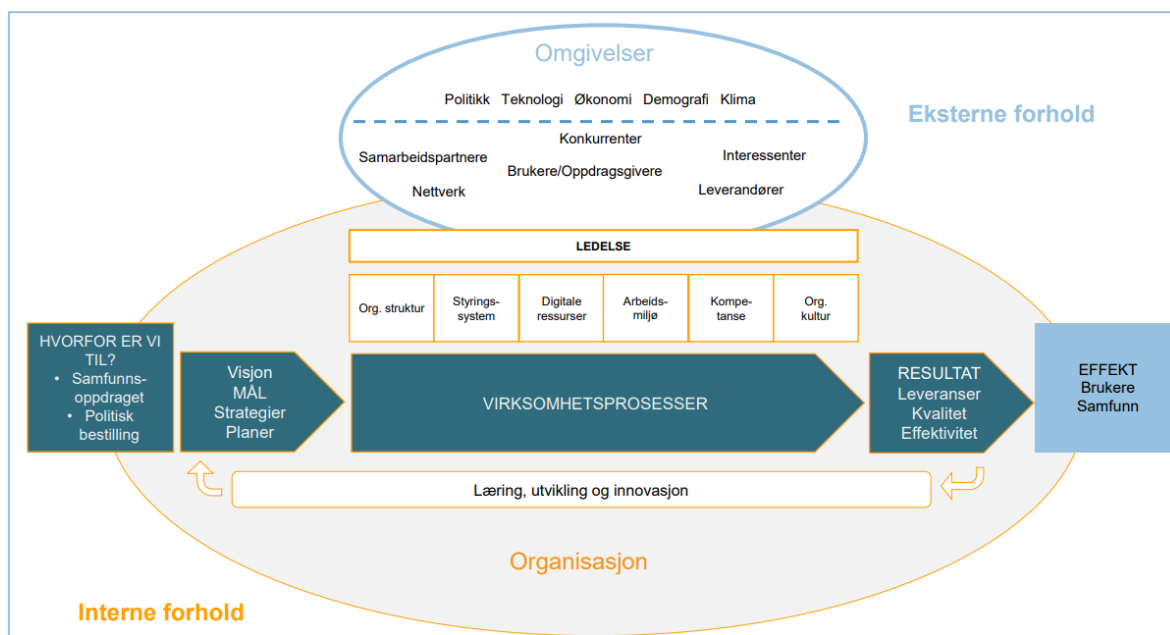 Omgivelser
Politikk Teknologi Økonomi Demografi Klima
Eksterne forhold
Konkurrenter
Samarbeidspartnere
Interessenter
Brukere/Oppdragsgivere
Nettverk
Leverandører
LEDELSE
Org. struktur
Styrings-
system
Digitale
ressurser
Arbeids-
miljø
Kompe-
tanse
Org.
kultur
HVORFOR ER VI
TIL?
• Samfunns-
oppdraget
• Politisk
bestilling
Visjon
MÅL
Strategier
Planer
VIRKSOMHETSPROSESSER
RESULTAT
Leveranser
Kvalitet
Effektivitet
EFFEKT
Brukere
Samfunn
Læring, utvikling og innovasjon
Organisasjon
Interne forhold